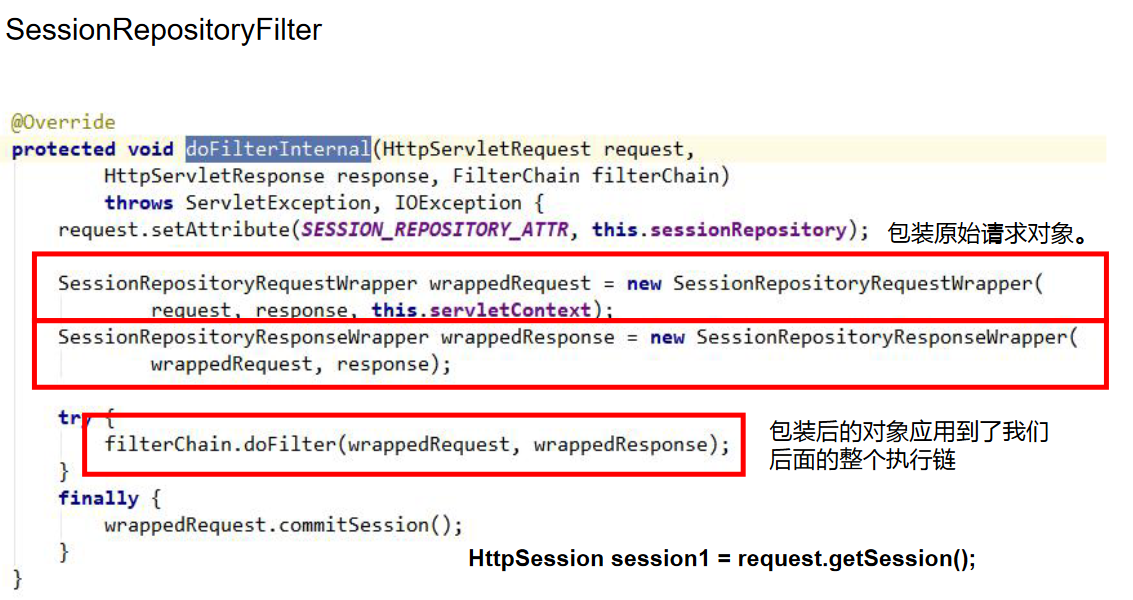 SessionRepositoryFilter
@Override
protected void doFilterInternal(HttpServletRequest request,
HttpServletResponse response, FilterChain filterChain)
throws ServletException, IOException {
request.setAttribute(SESSION_REPOSITORY_ATTR, this.sessionRepository);
包装原始请求对象。
SessionRepositoryRequestWrapper wrappedRequest = new SessionRepositoryRequestWrapper(
request, response, this.servletContext);
SessionRepositoryResponseWrapper wrappedResponse = new SessionRepositoryResponseWrapper(
wrappedRequest, response);
try {
filterChain.doFilter(wrappedRequest, wrappedResponse);
包装后的对象应用到了我们
后面的整个执行链
}
finally {
wrappedRequest.commitSession();
}
HttpSession session1 = request.getSession();
}